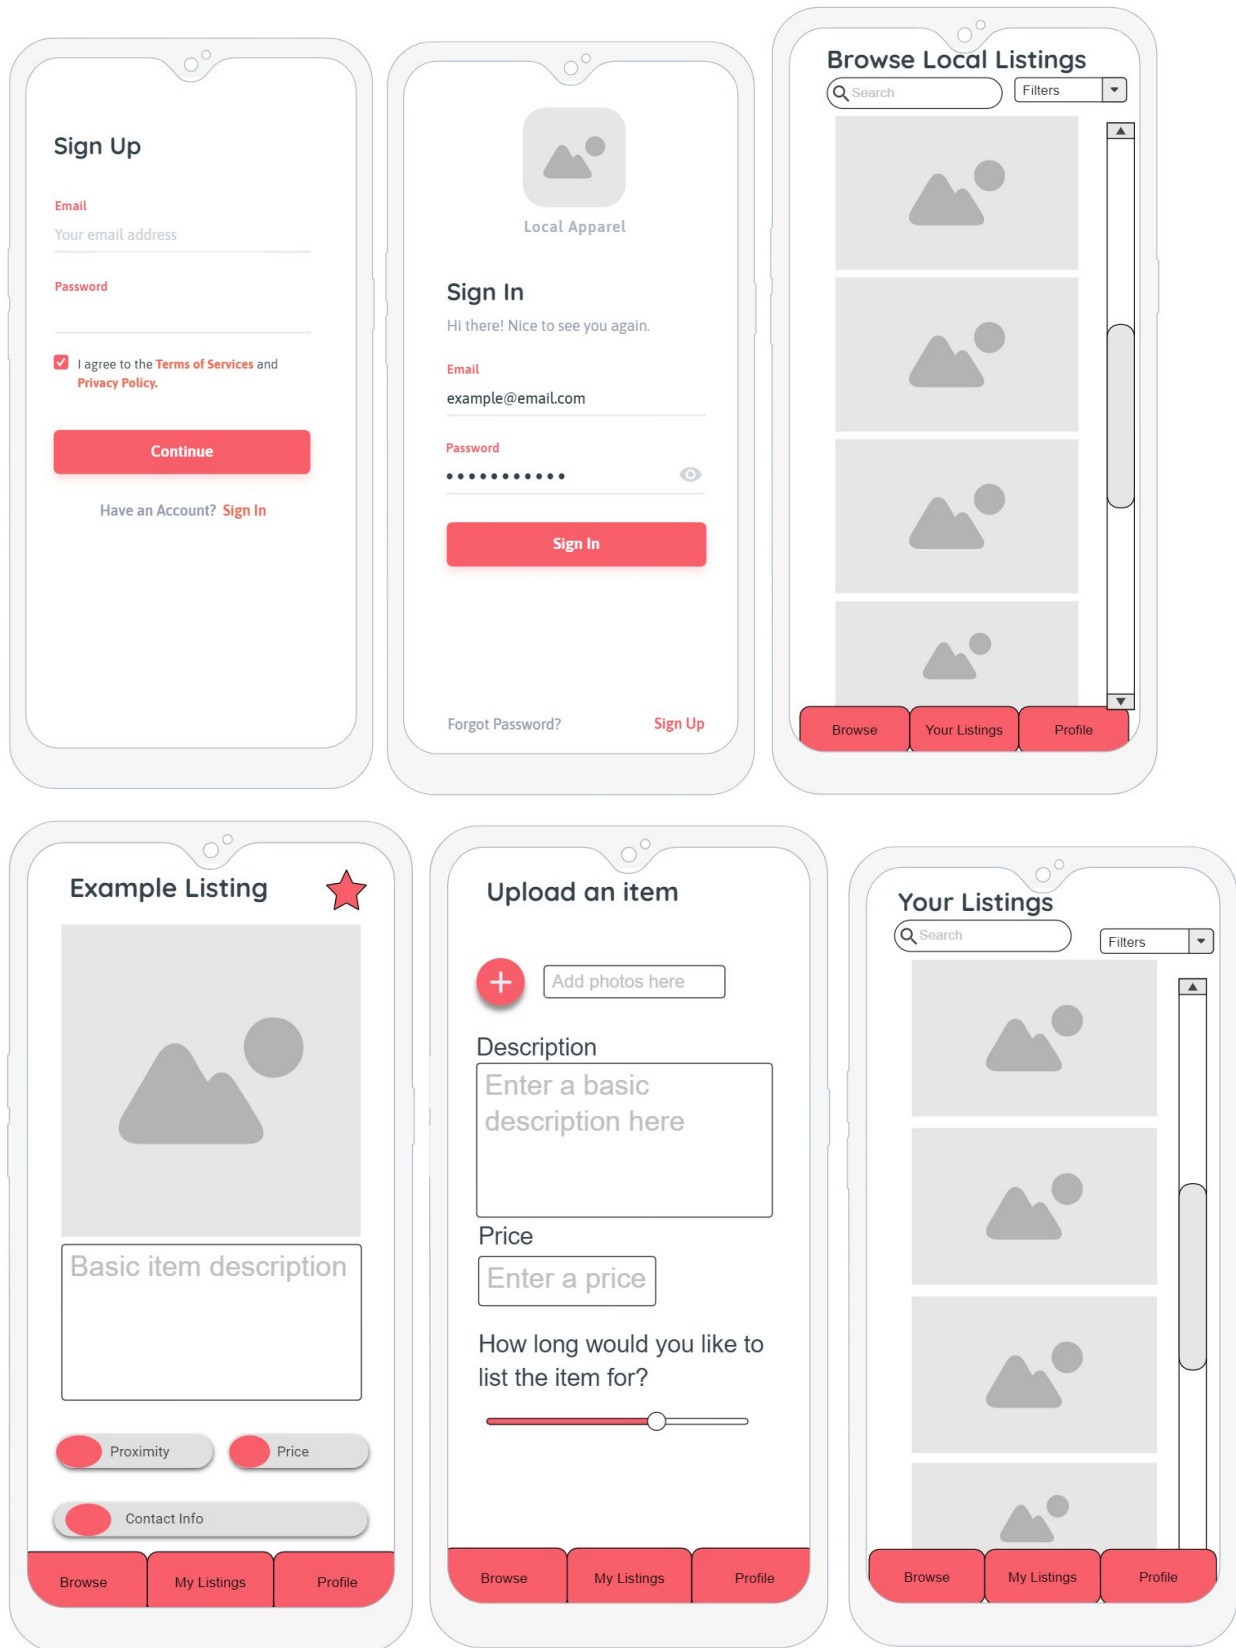 Sign Up
Email
Your email address
Password
I agree to the Terms of Services and
Privacy Policy.
Continue
Have an Account? Sign In
Local Apparel
Sign In
Hi there! Nice to see you again.
Email
example@email.com
Password
Sign In
Forgot Password? Sign Up
Browse Local Listings
Search Filters
Browse Your Listings Profile
Example Listing
Basic item description
Proximity Price
Contact Info
Browse My Listings Profile
Upload an item
Add photos here
Description
Enter a basic
description here
Price
Enter a price
How long would you like to
list the item for?
Browse My Listings Profile
Your Listings
Search Filters
Browse My Listings Profile